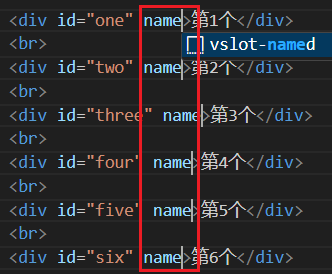 <div id="one" name>第1个</div>
<br>
vslot-named
<div id="two" name>第2个</div>
<br>
<div id="three" name>第3个</div>
<br>
<div id="four" name>第4个</div>
<br>
<div id="five" name>第5个</div>
<br>
<div id="six" name>第6个</div>